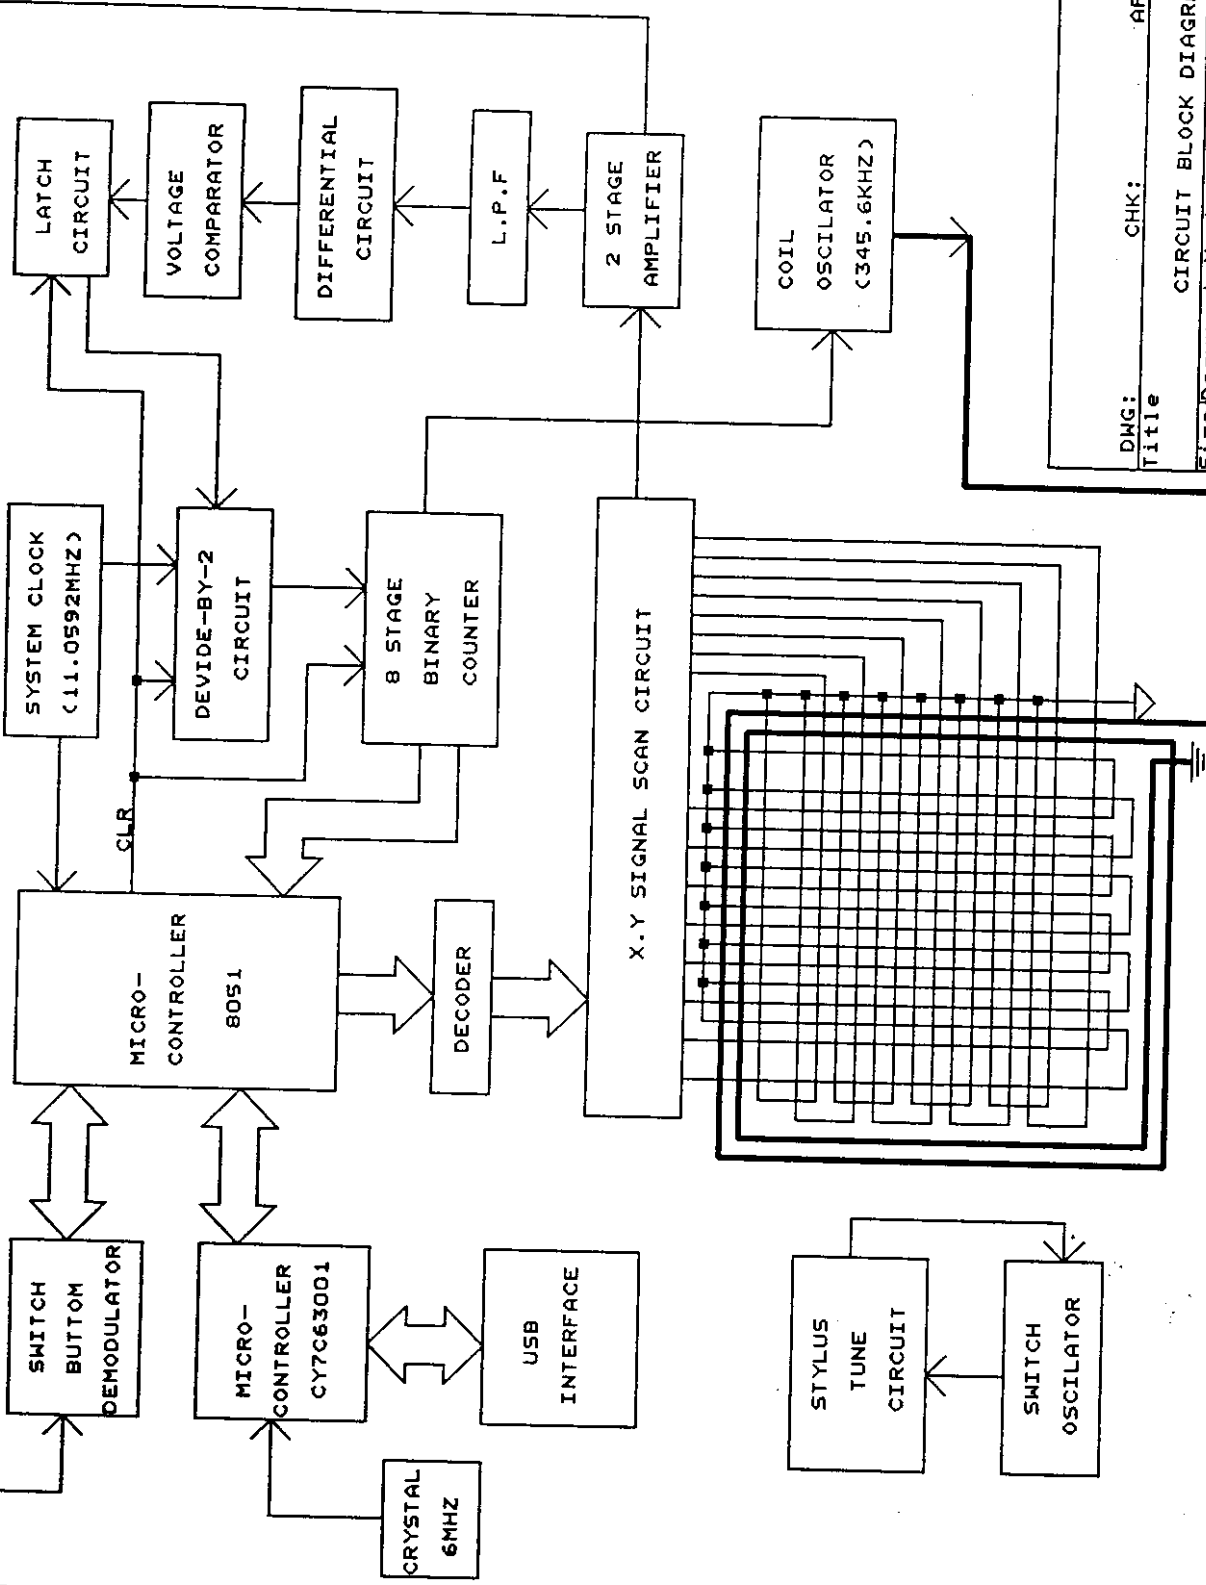 LATCH
CIRCUIT
VOLTAGE
COMPARATOR
DIFFERENTIAL
CIRCUIT
L.P.F
2 STAGE
AMPLIFIER
COIL
OSCILATOR
(345.6KHZ)
SYSTEM CLOCK
(11.0592MHZ)
DEVIDE-BY-2
CIRCUIT
8 STAGE
BINARY
COUNTER
X.Y SIGNAL SCAN CIRCUIT
CLR
MICRO-
CONTROLLER
8051
DECODER
SWITCH
BUTTOM
DEMODULATOR
MICRO-
CONTROLLER
CY7C63001
USB
INTERFACE
CRYSTAL
6MHZ
STYLUS
TUNE
CIRCUIT
SWITCH
OSCILATOR
DWG:
CHK:
Title
CIRCUIT BLOCK